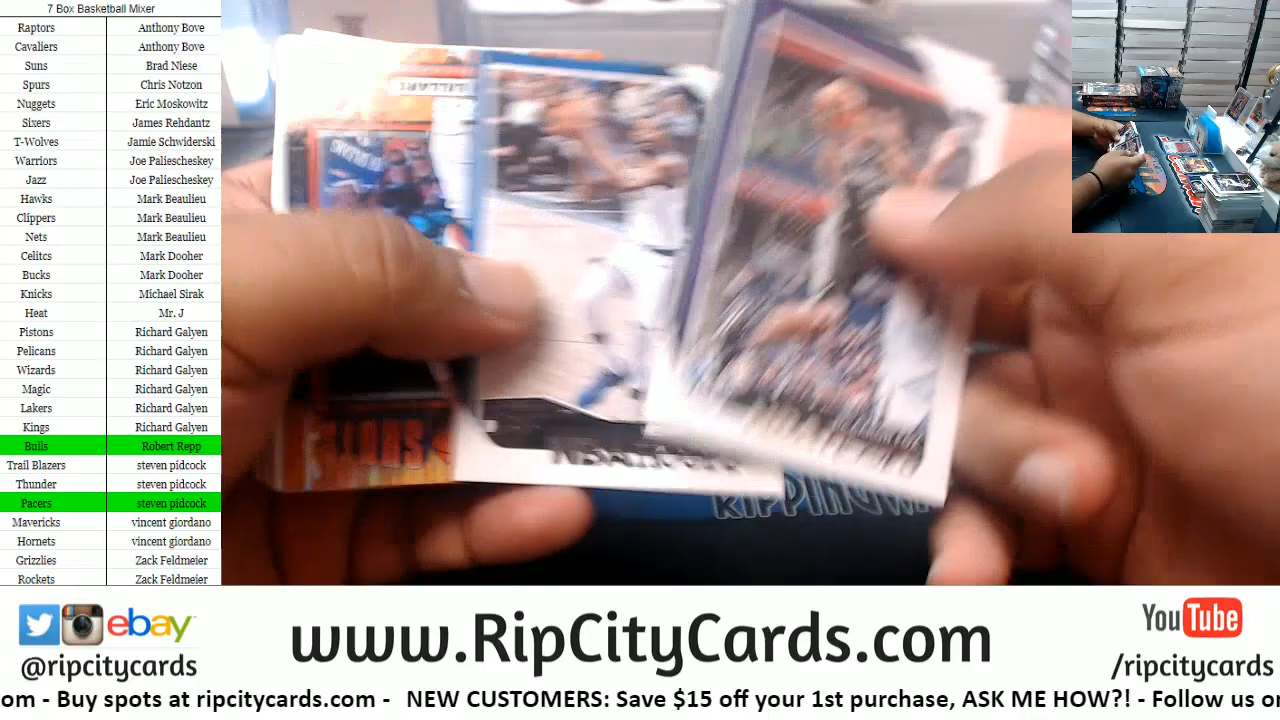 7 Box Basketball Mixer
Raptors Anthony Bove
Cavaliers Anthony Bove
Suns Brad Niese
Spurs Chris Notzon
Nuggets Eric Moskowitz
Sixers James Rehdantz
T-Wolves Jamie Schwiderski
Warriors Joe Paliescheskey
Jazz Joe Paliescheskey
Hawks Mark Beaulieu
Clippers Mark Beaulieu
Nets Mark Beaulieu
Celitcs Mark Dooher
Bucks Mark Dooher
Knicks Michael Sirak
Heat Mr. J
Pistons Richard Galyen
Pelicans Richard Galyen
Wizards Richard Galyen
Magic Richard Galyen
Lakers Richard Galyen
Kings Richard Galyen
Bulls Robert Repp
Trail Blazers steven pidcock
Thunder steven pidcock
Pacers steven pidcock
Mavericks vincent giordano
Hornets vincent giordano
Grizzlies Zack Feldmeier
Rockets Zack Feldmeier
ebay
@ripcitycards
www.RipCityCards.com
YouTube
/ripcitycards
om - Buy spots at ripcitycards.com - NEW CUSTOMERS: Save $15 off your 1st purchase, ASK ME HOW?! - Follow us o